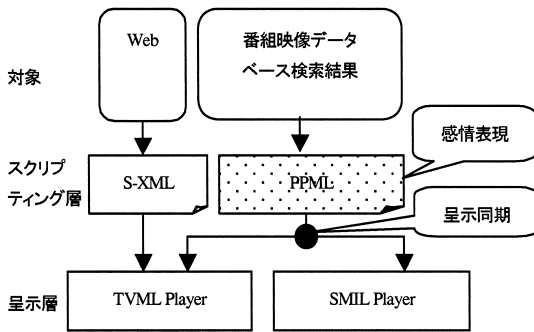 Web
番組映像データ
ベース検索結果
対象
感情表現
スクリプ
ティング層
S-XML
PPML
呈示同期
呈示層
TVML Player
SMIL Player